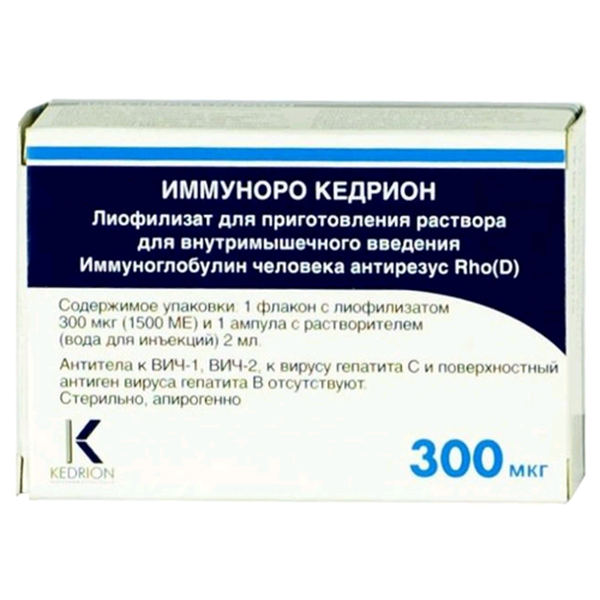 ИММУНОРО КЕДРИОН
Лиофилизат для приготовления раствора
для внутримышечного введения
Иммуноглобулин человека антирезус Rho(D)
Содержимое упаковки: 1 флакон с лиофилизатом
300 мкг (1500 МЕ) и 1 ампула с растворителем
(вода для инъекций) 2 мл.
Антитела к ВИЧ-1, ВИЧ-2, к вирусу гепатита С и поверхностный
антиген вируса гепатита В отсутствуют.
Стерильно, апирогенно
K
KEDRION
300 мкг